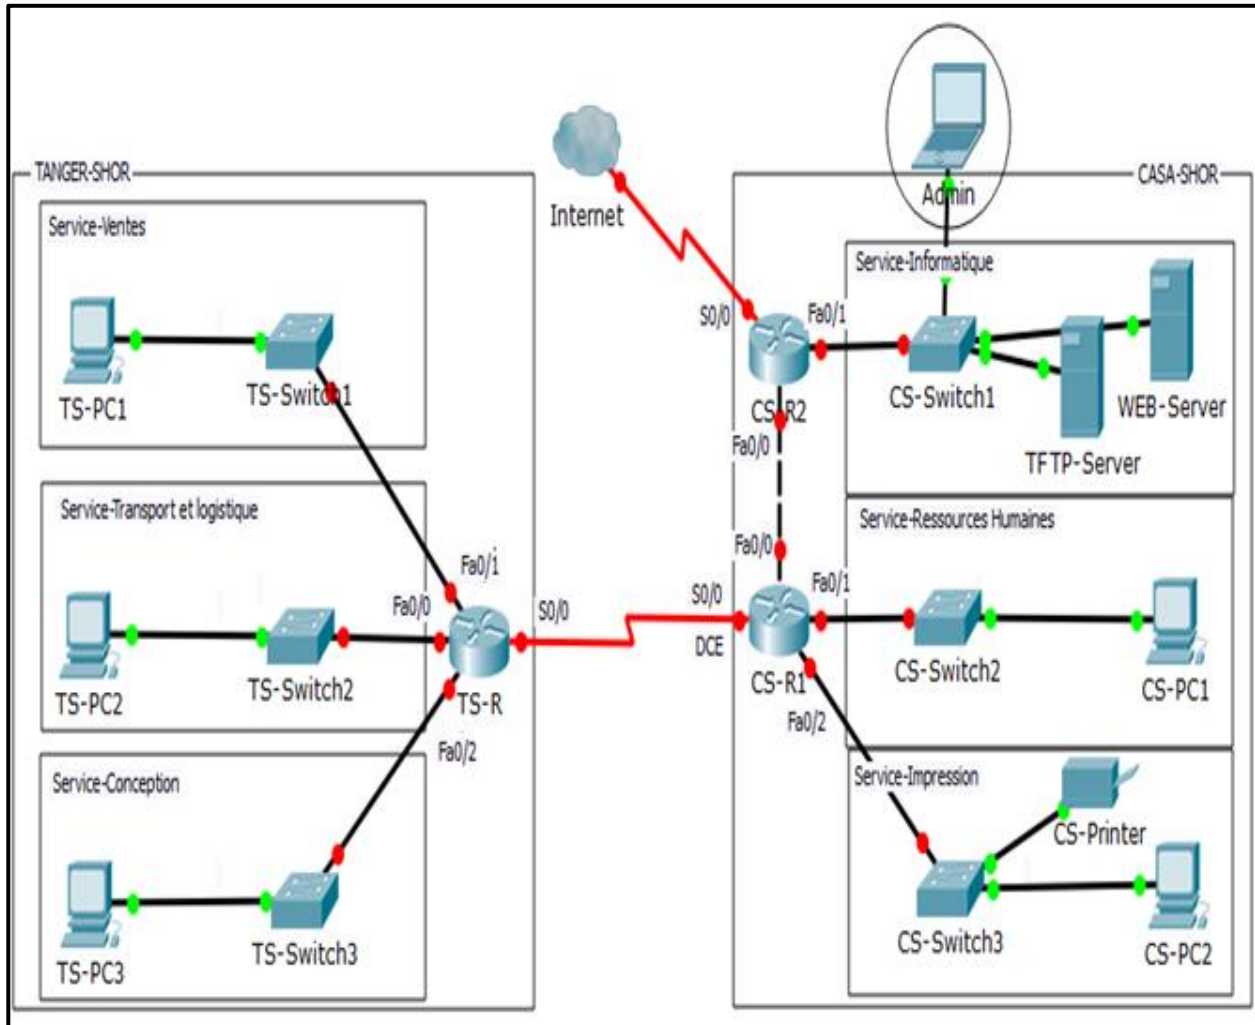 TANGER-SHOR
Service-Ventes
TS-PC1
TS-Switch1
Service-Transport et logistique
TS-PC2
TS-Switch2
Fa0/1
Fa0/0
S0/0
TS-R
Fa0/2
Service-Conception
TS-PC3
TS-Switch3
Internet
CASA-SHOR
Admin
Service-Informatique
S0/0
Fa0/1
CS-R2
Fa0/0
CS-Switch1
WEB-Server
TFTP-Server
Service-Ressources Humaines
Fa0/0
S0/0
DCE
Fa0/1
CS-R1
Fa0/2
CS-Switch2
CS-PC1
Service-Impression
CS-Printer
CS-Switch3
CS-PC2